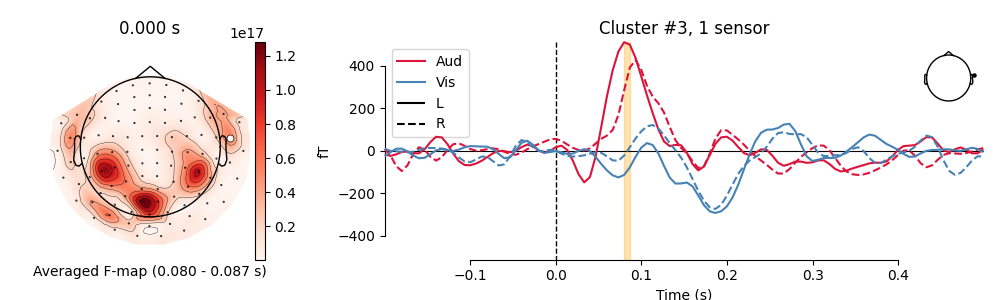 0.000 s
1e17
1.2
1.0
0.8
0.6
0.4
0.2
Averaged F-map (0.080 - 0.087 s)
Cluster #3, 1 sensor
Aud
Vis
L
R
fT
400
200
0
−200
−400
−0.1
0.0
0.1
0.2
0.3
0.4
Time (s)